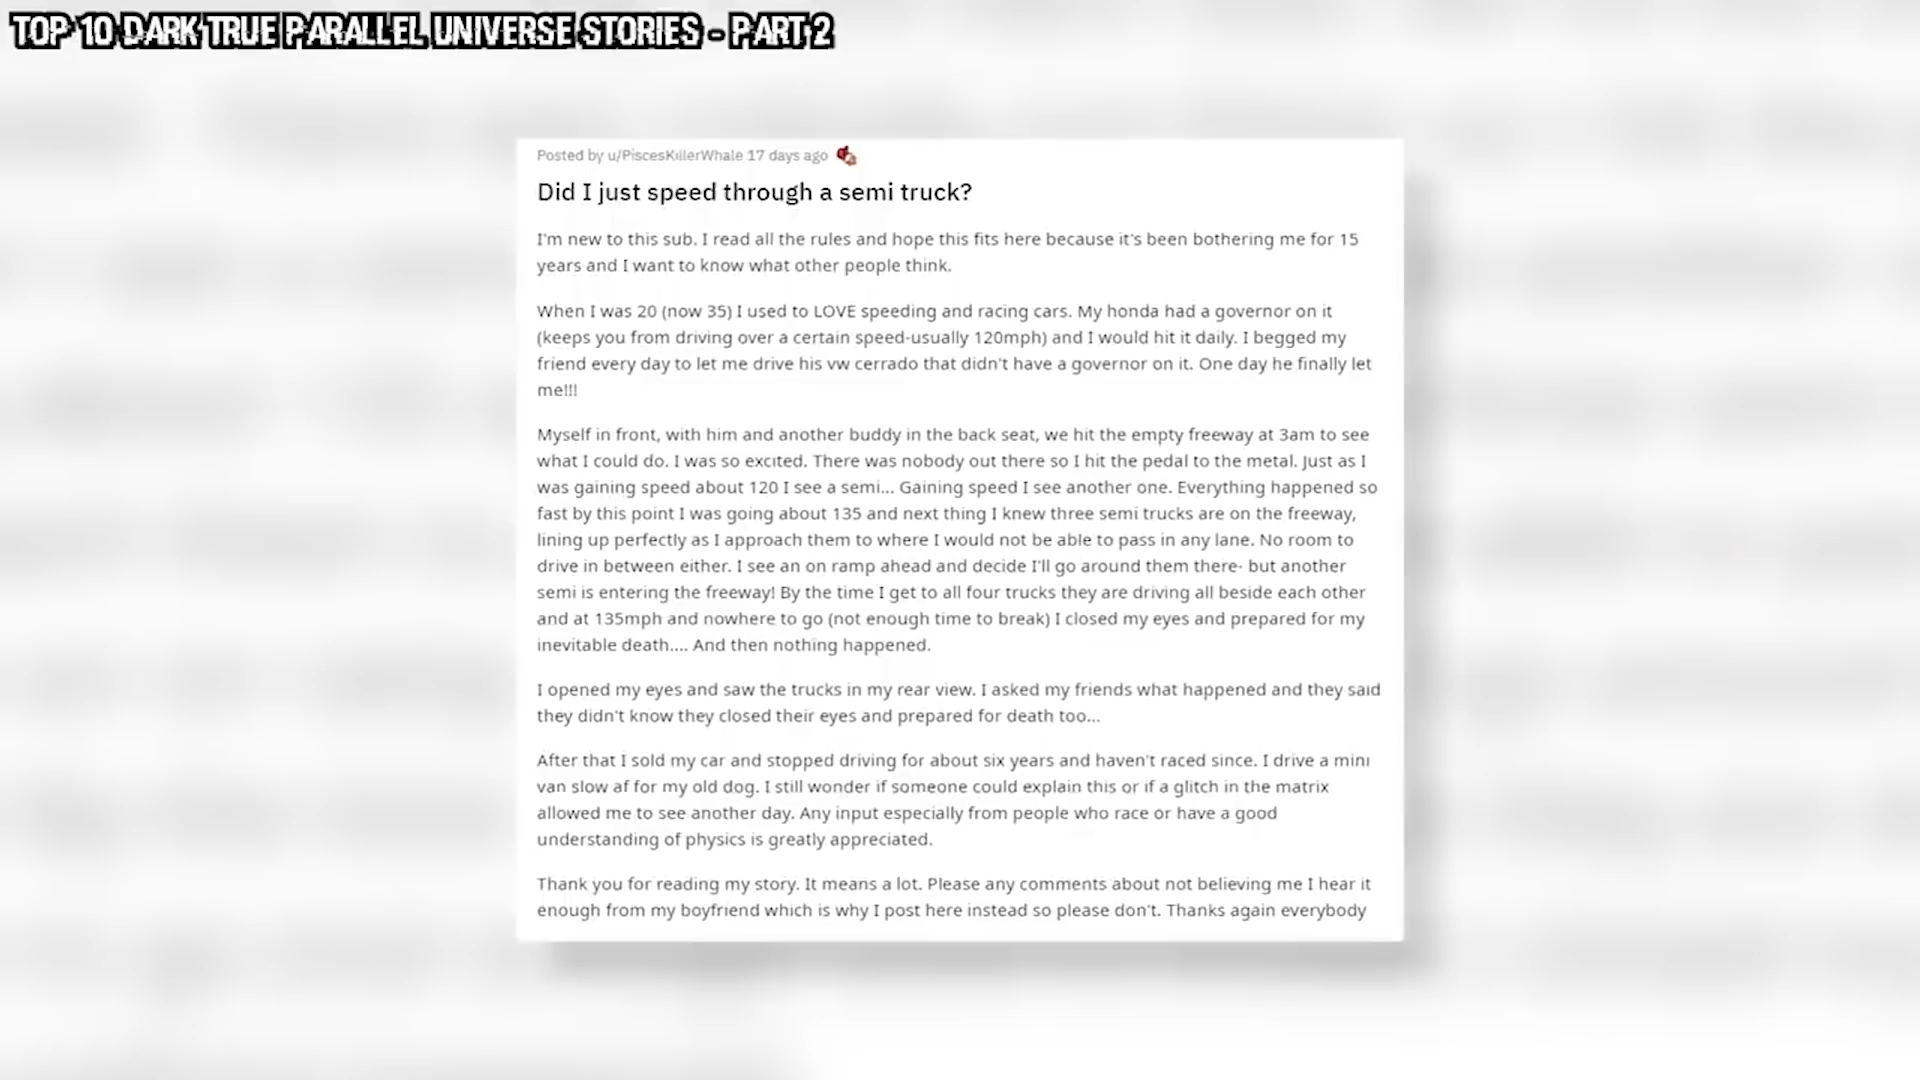 TOP 10 DARK TRUE PARALLEL UNIVERSE STORIES - PART 2
Posted by u/PiscesKillerWhale 17 days ago
Did I just speed through a semi truck?
I'm new to this sub. I read all the rules and hope this fits here because it's been bothering me for 15
years and I want to know what other people think.
When I was 20 (now 35) I used to LOVE speeding and racing cars. My honda had a governor on it
(keeps you from driving over a certain speed-usually 120mph) and I would hit it daily. I begged my
friend every day to let me drive his vw cerrado that didn't have a governor on it. One day he finally let
me!!!
Myself in front, with him and another buddy in the back seat, we hit the empty freeway at 3am to see
what I could do. I was so excited. There was nobody out there so I hit the pedal to the metal. Just as I
was gaining speed about 120 I see a semi... Gaining speed I see another one. Everything happened so
fast by this point I was going about 135 and next thing I knew three semi trucks are on the freeway,
lining up perfectly as I approach them to where I would not be able to pass in any lane. No room to
drive in between either. I see an on ramp ahead and decide I'll go around them there- but another
semi is entering the freeway! By the time I get to all four trucks they are driving all beside each other
and at 135mph and nowhere to go (not enough time to break) I closed my eyes and prepared for my
inevitable death.... And then nothing happened.
I opened my eyes and saw the trucks in my rear view. I asked my friends what happened and they said
they didn't know they closed their eyes and prepared for death too...
After that I sold my car and stopped driving for about six years and haven't raced since. I drive a mini
van slow af for my old dog. I still wonder if someone could explain this or if a glitch in the matrix
allowed me to see another day. Any input especially from people who race or have a good
understanding of physics is greatly appreciated.
Thank you for reading my story. It means a lot. Please any comments about not believing me I hear it
enough from my boyfriend which is why I post here instead so please don't. Thanks again everybody